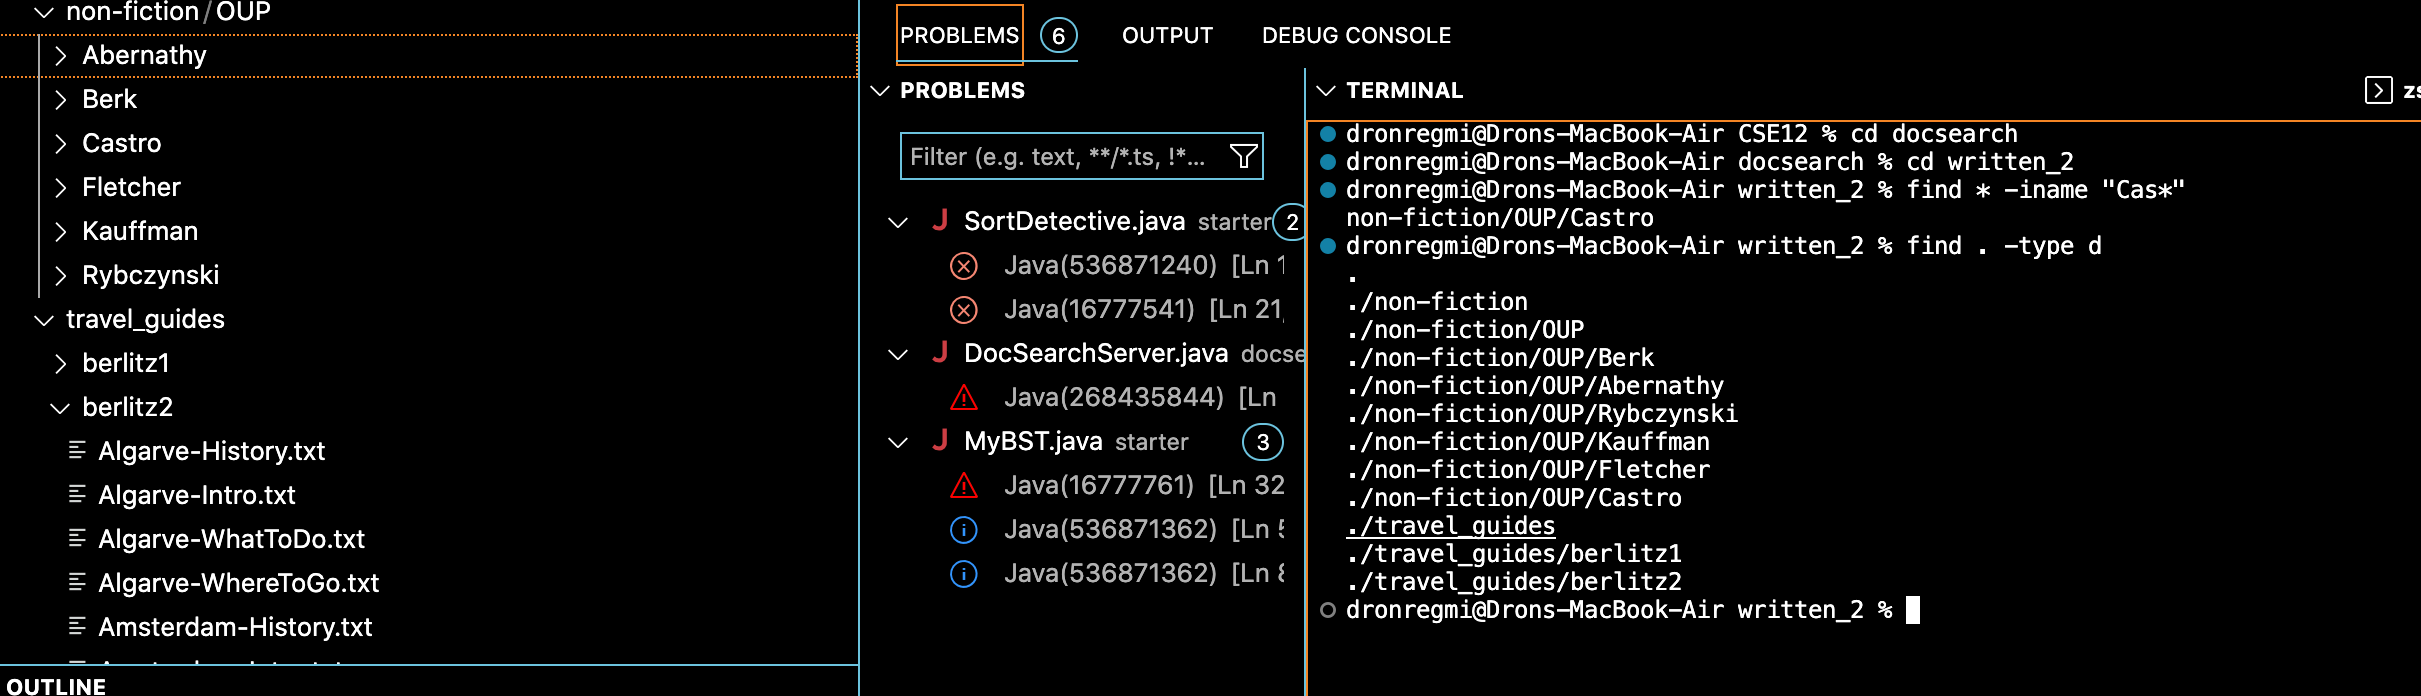 non-fiction/OUP
Abernathy
Berk
Castro
Fletcher
Kauffman
Rybczynski
travel_guides
berlitz1
berlitz2
Algarve-History.txt
Algarve-Intro.txt
Algarve-WhatToDo.txt
Algarve-WhereToGo.txt
Amsterdam-History.txt
OUTLINE
PROBLEMS 6 OUTPUT DEBUG CONSOLE
PROBLEMS
Filter (e.g. text, **/*.ts, !*...
SortDetective.java starter 2
Java(536871240) [Ln 1
Java(16777541) [Ln 21,
DocSearchServer.java docse
Java(268435844) [Ln
MyBST.java starter 3
Java(16777761) [Ln 32
Java(536871362) [Ln 5
Java(536871362) [Ln 8
TERMINAL
zs
dronregmi@Drons-MacBook-Air CSE12 % cd docsearch
dronregmi@Drons-MacBook-Air docsearch % cd written_2
dronregmi@Drons-MacBook-Air written_2 % find * -iname "Cas*"
non-fiction/OUP/Castro
dronregmi@Drons-MacBook-Air written_2 % find . -type d
.
./non-fiction
./non-fiction/OUP
./non-fiction/OUP/Berk
./non-fiction/OUP/Abernathy
./non-fiction/OUP/Rybczynski
./non-fiction/OUP/Kauffman
./non-fiction/OUP/Fletcher
./non-fiction/OUP/Castro
./travel_guides
./travel_guides/berlitz1
./travel_guides/berlitz2
dronregmi@Drons-MacBook-Air written_2 %